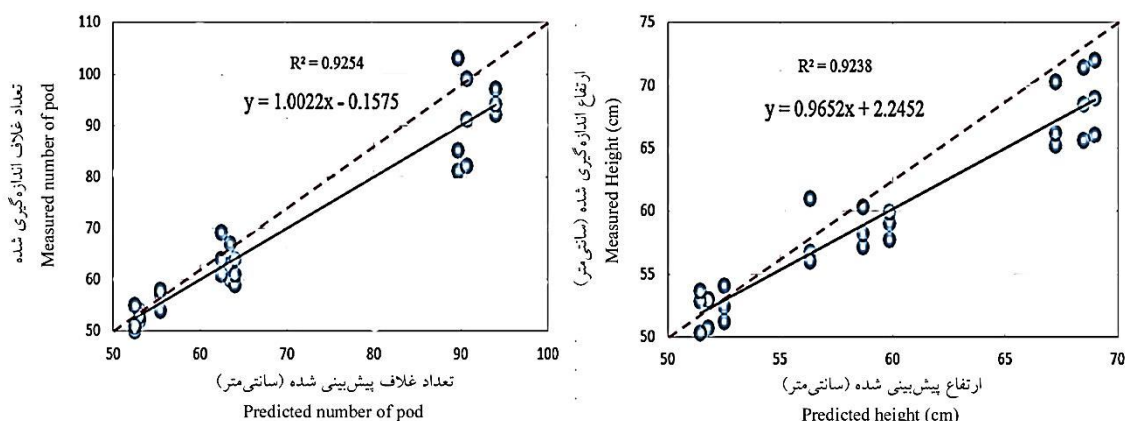 110
100
90
80
70
60
50
50
60
70
80
90
100
R² = 0.9254
y = 1.0022x - 0.1575
تعداد غلاف اندازه‌گیری شده
Measured number of pod
تعداد غلاف پیش‌بینی شده (سانتی‌متر)
Predicted number of pod
75
70
65
60
55
50
50
55
60
65
70
R² = 0.9238
y = 0.9652x + 2.2452
ارتفاع اندازه‌گیری شده (سانتی‌متر)
Measured Height (cm)
ارتفاع پیش‌بینی شده (سانتی‌متر)
Predicted height (cm)